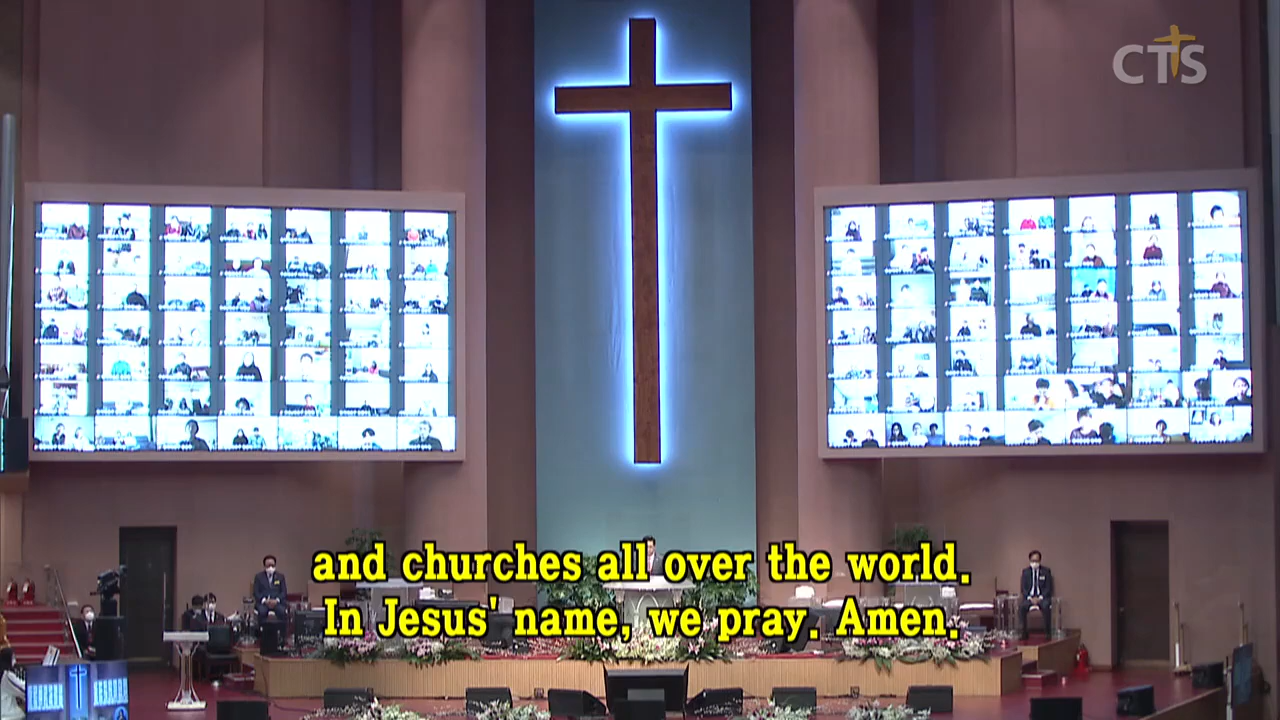 CTS
and churches all over the world.
In Jesus' name, we pray. Amen.